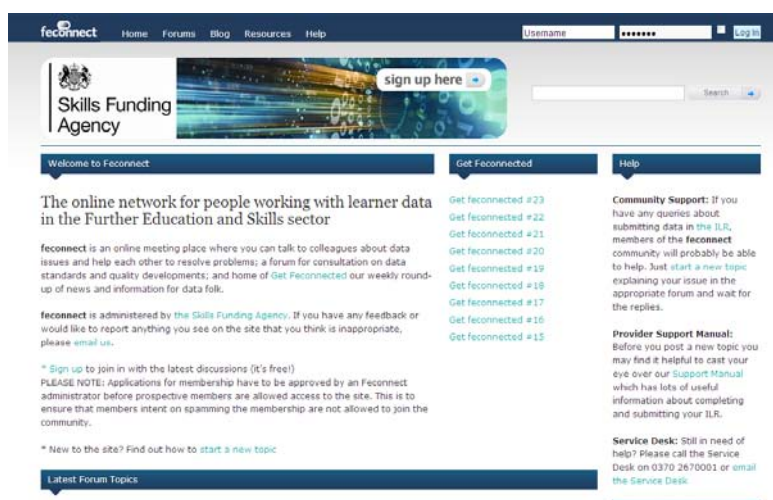 feconnect Home Forums Blog Resources Help Username ••••••• Log In
Skills Funding
Agency
sign up here
Search
Welcome to Feconnect
The online network for people working with learner data
in the Further Education and Skills sector
feconnect is an online meeting place where you can talk to colleagues about data
issues and help each other to resolve problems; a forum for consultation on data
standards and quality developments; and home of Get Feconnected our weekly round-
up of news and information for data folk.
feconnect is administered by the Skills Funding Agency. If you have any feedback or
would like to report anything you see on the site that you think is inappropriate,
please email us.
* Sign up to join in with the latest discussions (it's free!)
PLEASE NOTE: Applications for membership have to be approved by an Feconnect
administrator before prospective members are allowed access to the site. This is to
ensure that members intent on spamming the membership are not allowed to join the
community.
* New to the site? Find out how to start a new topic
Latest Forum Topics
Get Feconnected
Get feconnected #23
Get feconnected #22
Get feconnected #21
Get feconnected #20
Get feconnected #19
Get feconnected #18
Get feconnected #17
Get feconnected #16
Get feconnected #15
Help
Community Support: If you
have any queries about
submitting data in the ILR,
members of the feconnect
community will probably be able
to help. Just start a new topic
explaining your issue in the
appropriate forum and wait for
the replies.
Provider Support Manual:
Before you post a new topic you
may find it helpful to cast your
eye over our Support Manual
which has lots of useful
information about completing
and submitting your ILR.
Service Desk: Still in need of
help? Please call the Service
Desk on 0370 2670001 or email
the Service Desk